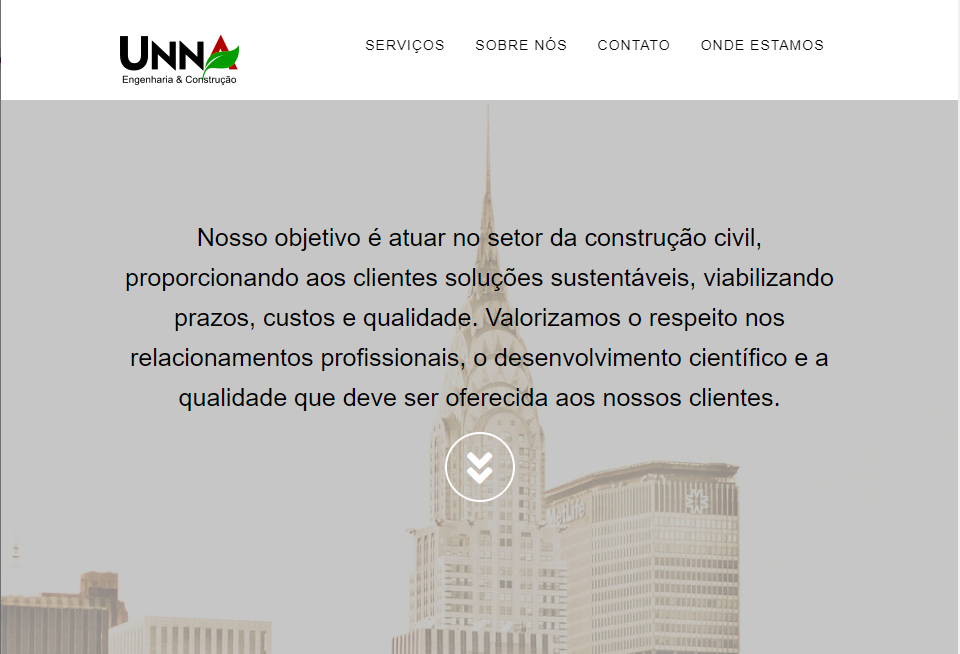 UNNA
Engenharia & Construção
SERVIÇOS
SOBRE NÓS
CONTATO
ONDE ESTAMOS
Nosso objetivo é atuar no setor da construção civil,
proporcionando aos clientes soluções sustentáveis, viabilizando
prazos, custos e qualidade. Valorizamos o respeito nos
relacionamentos profissionais, o desenvolvimento científico e a
qualidade que deve ser oferecida aos nossos clientes.
MetLife